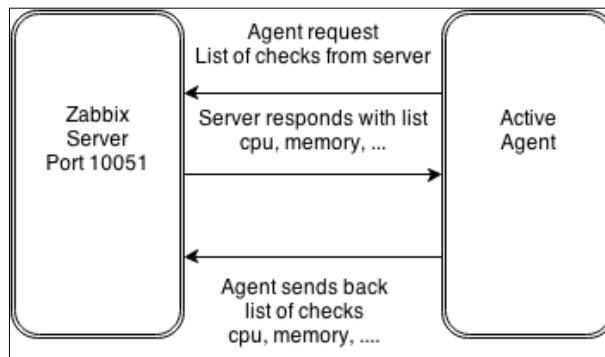 Agent request
List of checks from server
Zabbix
Server
Port 10051
Server responds with list
cpu, memory, ...
Active
Agent
Agent sends back
list of checks
cpu, memory, ....